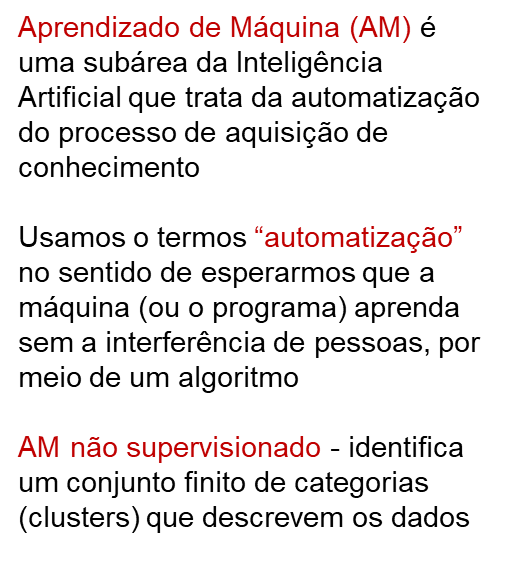 Aprendizado de Máquina (AM) é
uma subárea da Inteligência
Artificial que trata da automatização
do processo de aquisição de
conhecimento
Usamos o termos “automatização”
no sentido de esperarmos que a
máquina (ou o programa) aprenda
sem a interferência de pessoas, por
meio de um algoritmo
AM não supervisionado - identifica
um conjunto finito de categorias
(clusters) que descrevem os dados